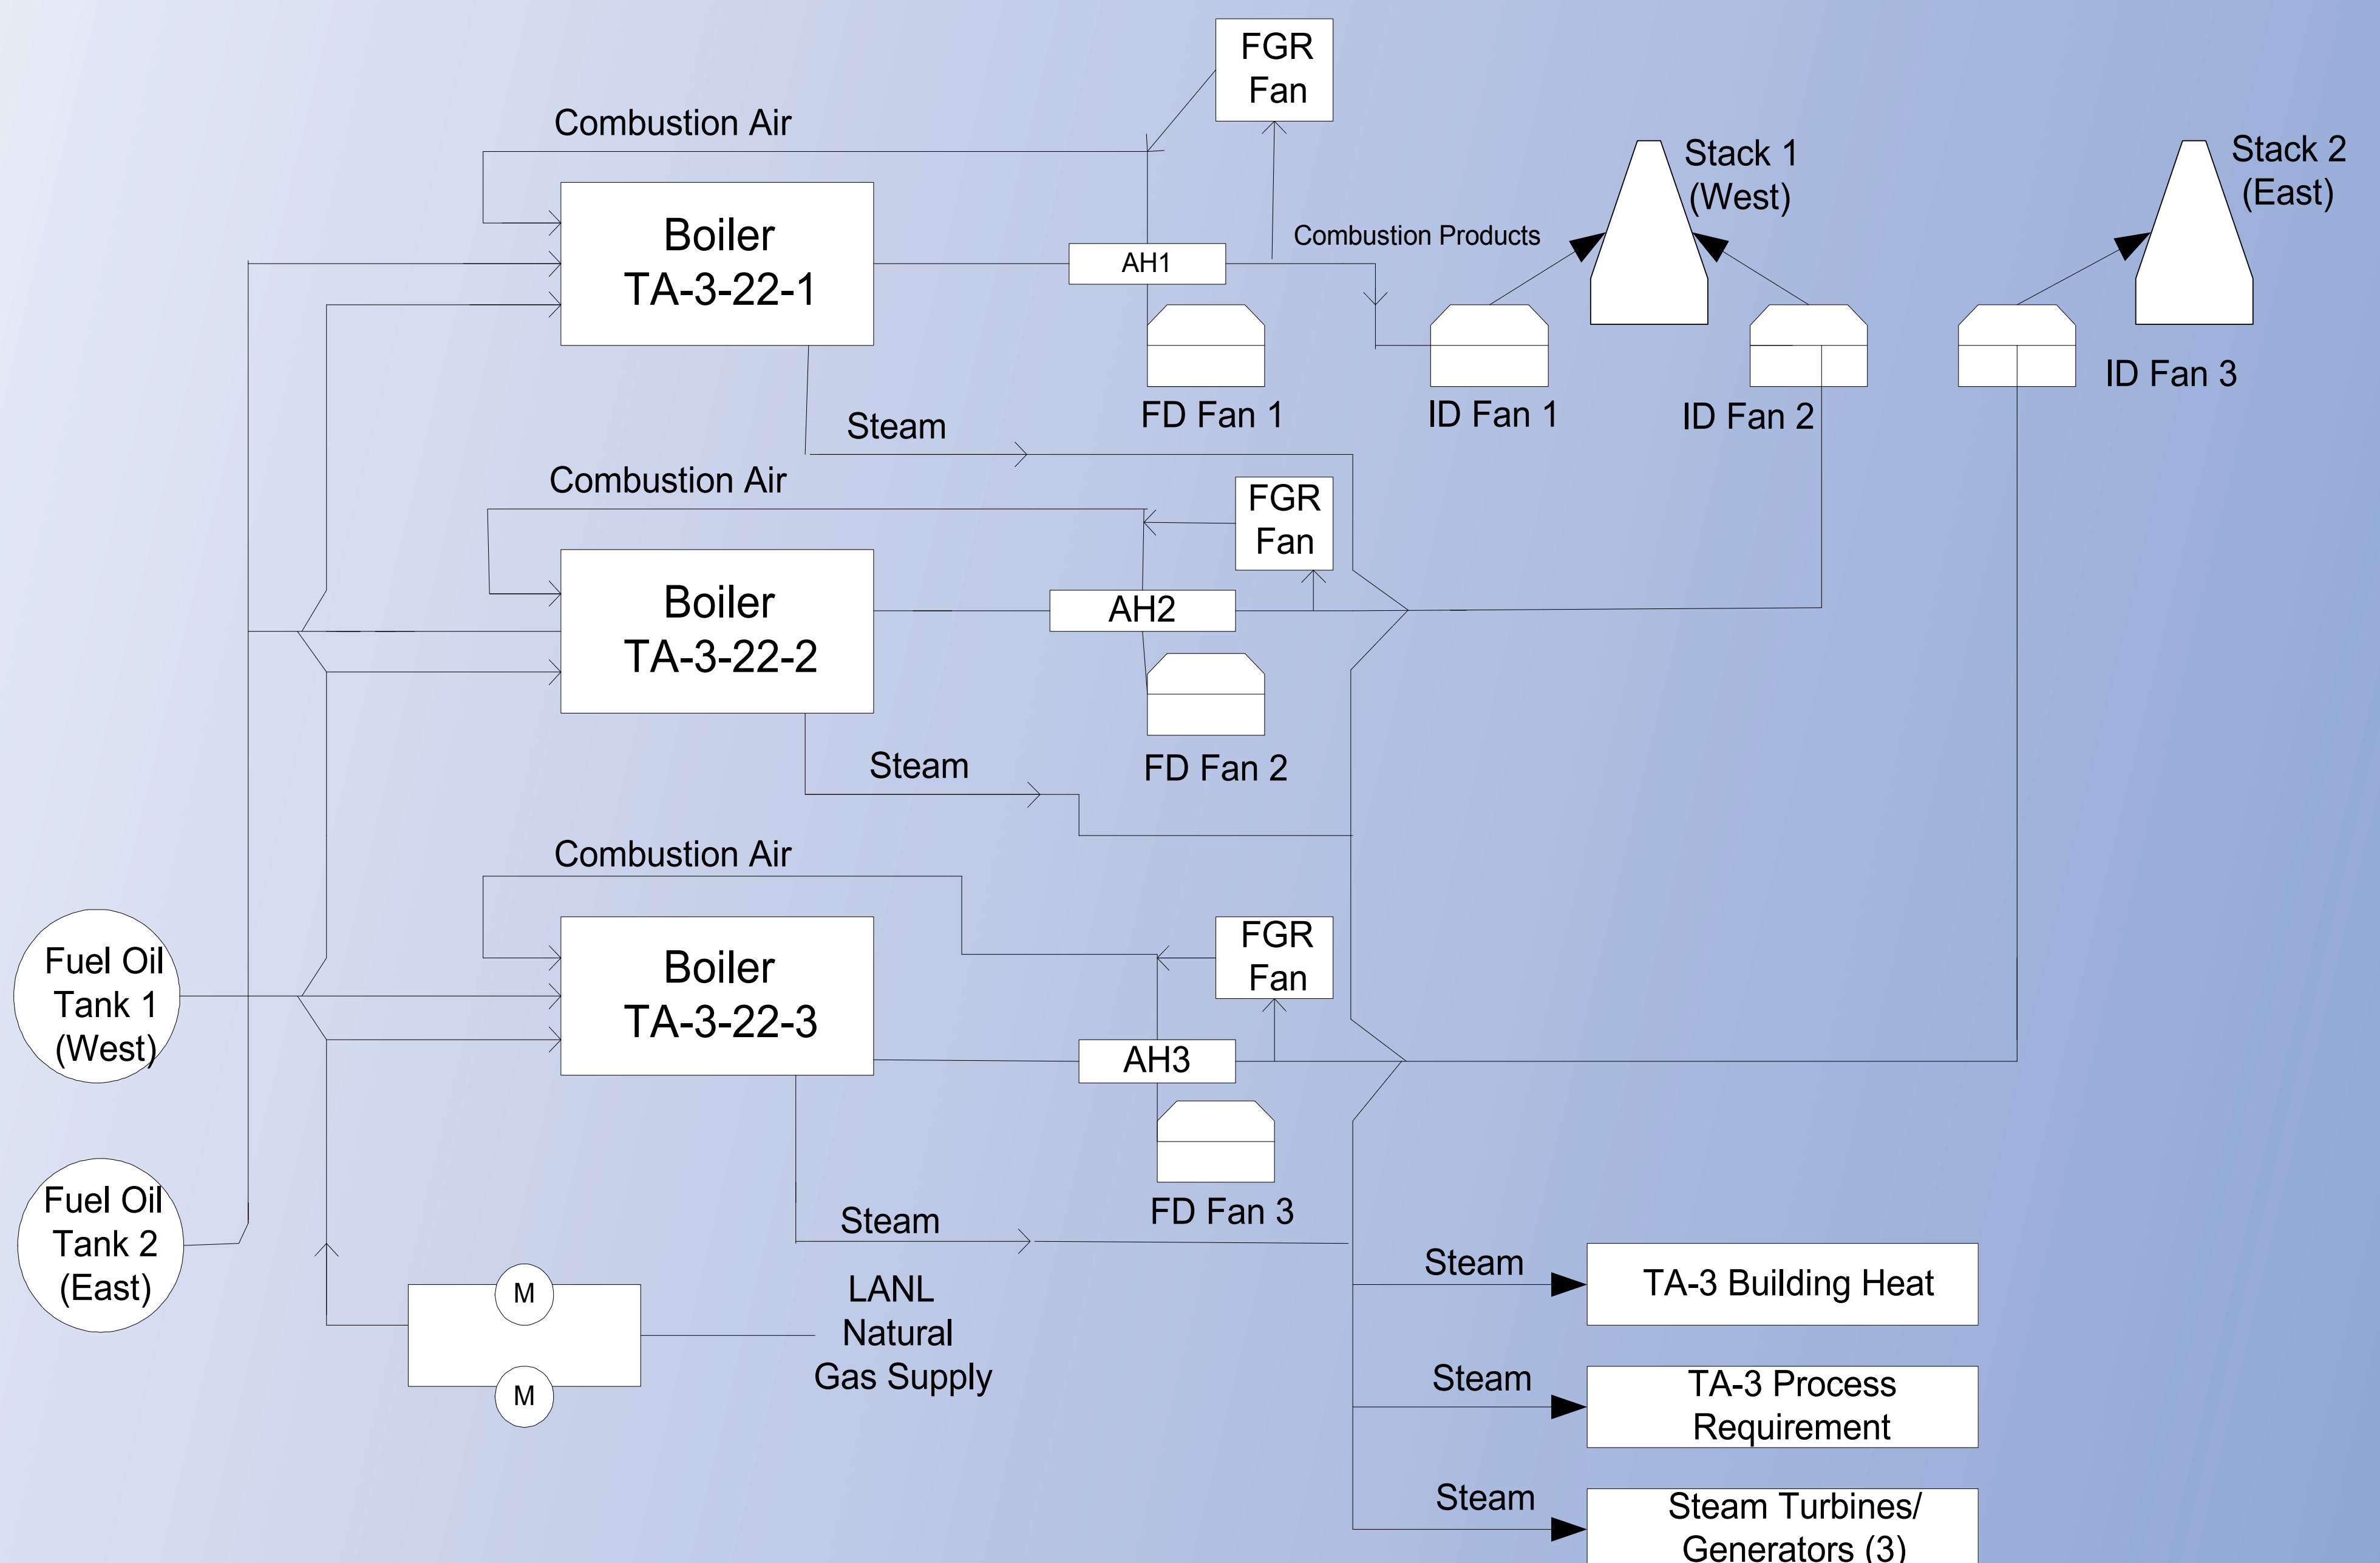 FGR
Fan
Combustion Air
Stack 1
(West)
Stack 2
(East)
Boiler
TA-3-22-1
AH1
Combustion Products
FD Fan 1
ID Fan 1
ID Fan 2
ID Fan 3
Steam
Combustion Air
FGR
Fan
Boiler
TA-3-22-2
AH2
FD Fan 2
Steam
Combustion Air
Fuel Oil
Tank 1
(West)
Boiler
TA-3-22-3
FGR
Fan
AH3
FD Fan 3
Steam
Fuel Oil
Tank 2
(East)
M
M
LANL
Natural
Gas Supply
Steam
TA-3 Building Heat
Steam
TA-3 Process
Requirement
Steam
Steam Turbines/
Generators (3)